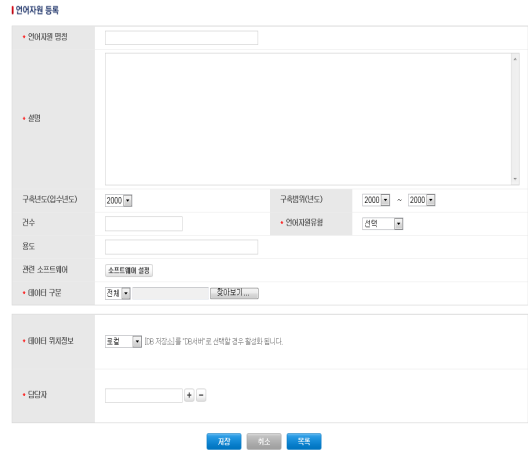 언어자원 등록
* 언어자원 명칭
* 설명
구축년도(입수년도) 2000 구축범위(년도) 2000 ~ 2000
건수 * 언어자원유형 선택
용도
관련 소프트웨어 소프트웨어 설정
* 데이터 구분 전체 찾아보기...
* 데이터 위치정보 로컬 [DB 저장소]를 "DB서버"로 선택할 경우 활성화 됩니다.
* 담당자 + -
저장 취소 목록